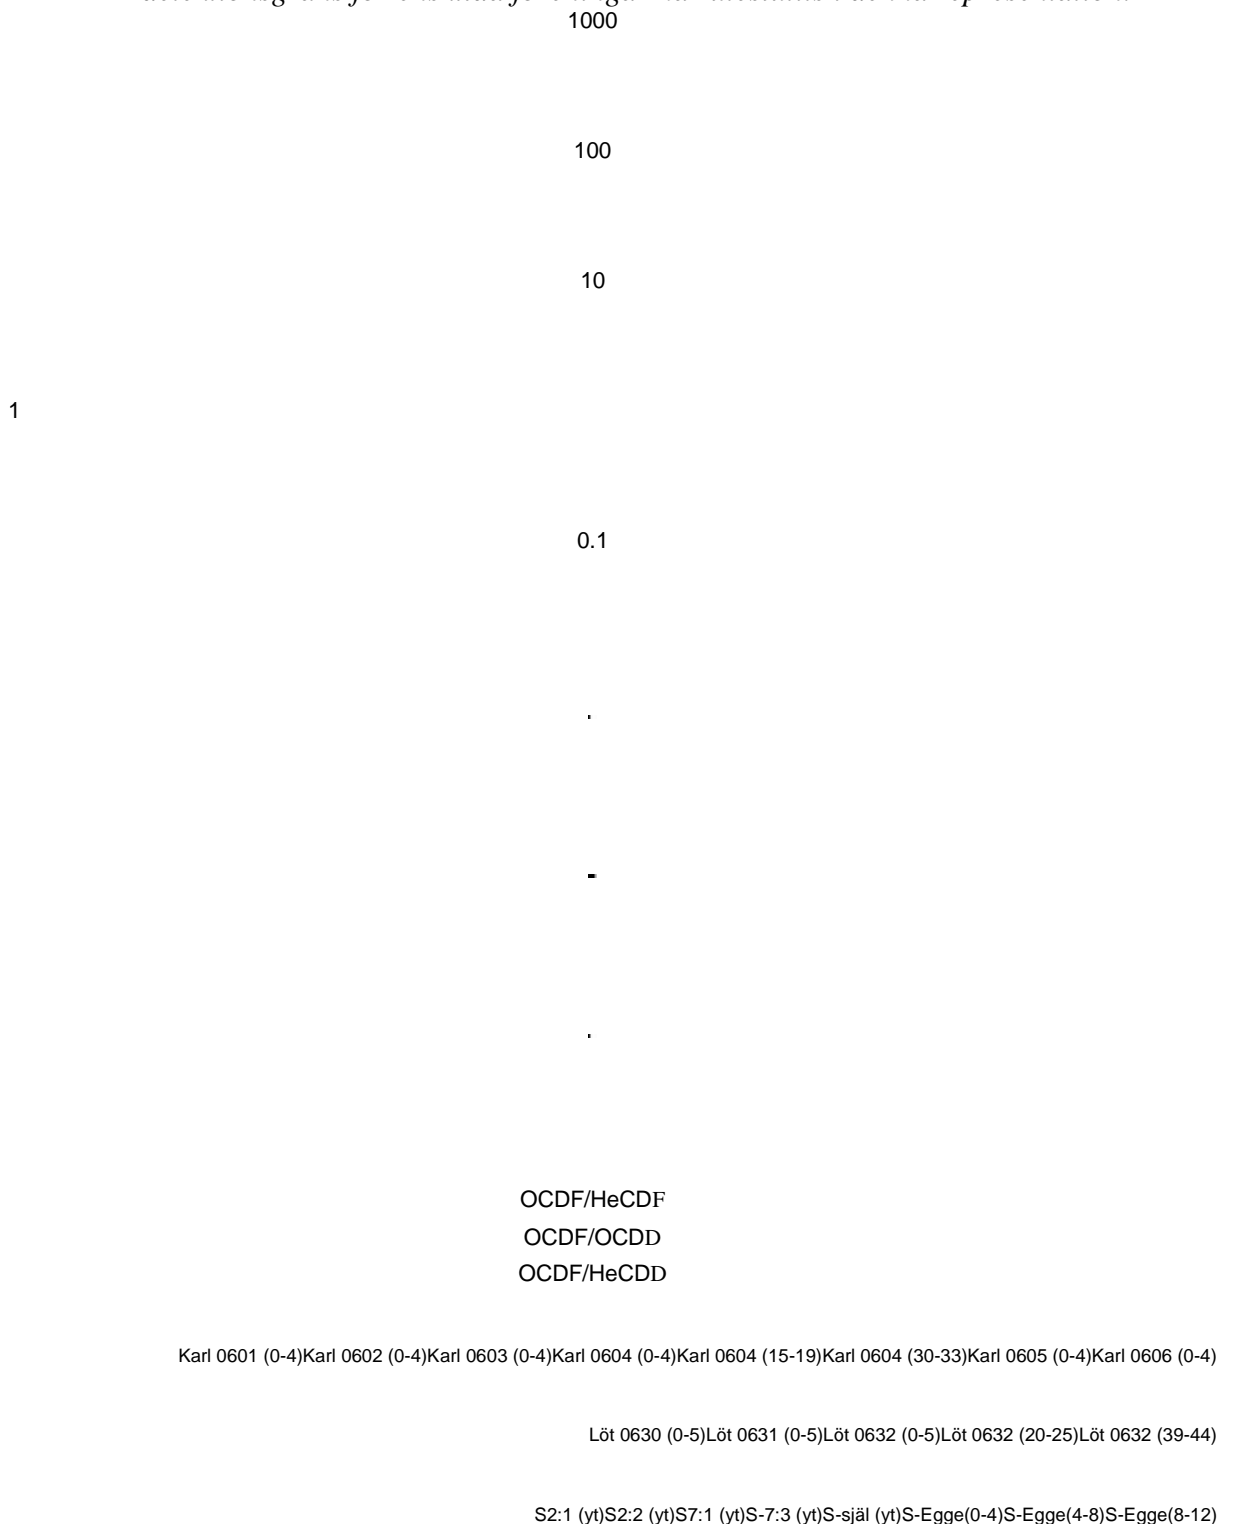 1000
100
10
1
0.1
OCDF/HeCDF
OCDF/OCDD
OCDF/HeCDD
Karl 0601 (0-4)Karl 0602 (0-4)Karl 0603 (0-4)Karl 0604 (0-4)Karl 0604 (15-19)Karl 0604 (30-33)Karl 0605 (0-4)Karl 0606 (0-4)
Löt 0630 (0-5)Löt 0631 (0-5)Löt 0632 (0-5)Löt 0632 (20-25)Löt 0632 (39-44)
S2:1 (yt)S2:2 (yt)S7:1 (yt)S-7:3 (yt)S-själ (yt)S-Egge(0-4)S-Egge(4-8)S-Egge(8-12)